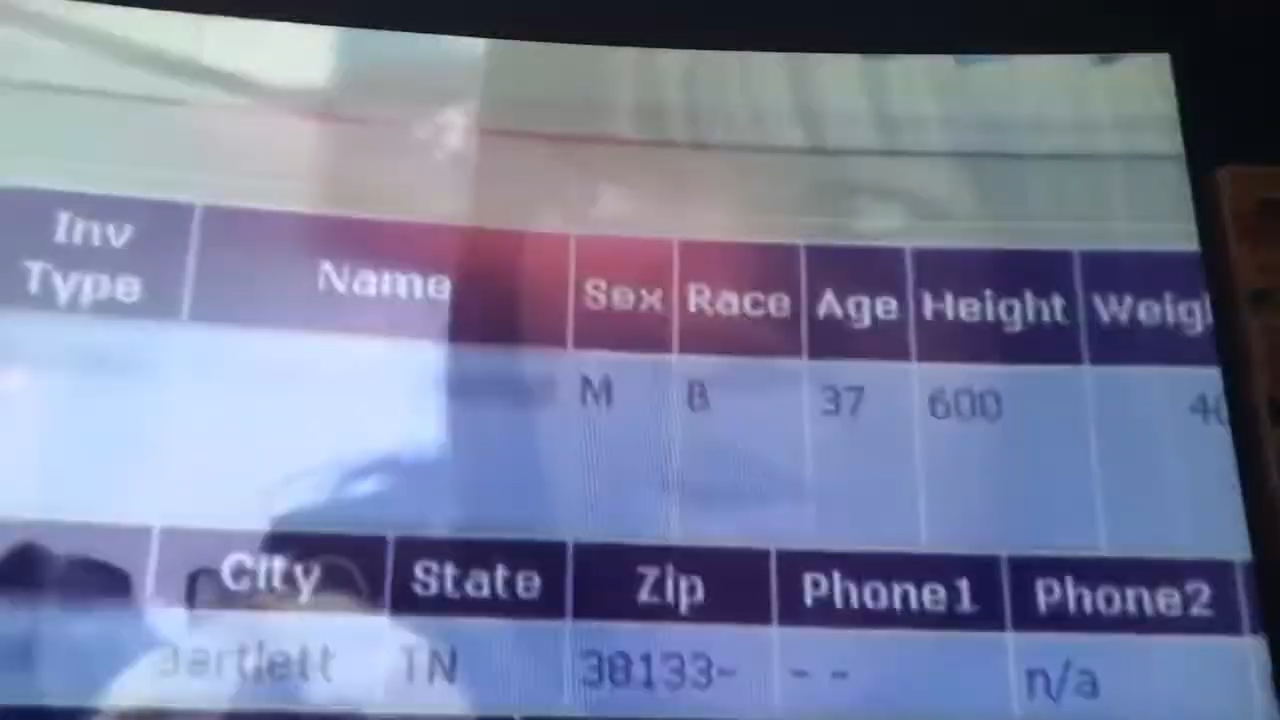 Inv Type Name Sex Race Age Height
M B 37 600
City State Zip Phone1 Phone2
Bartlett TN 38133- - - n/a